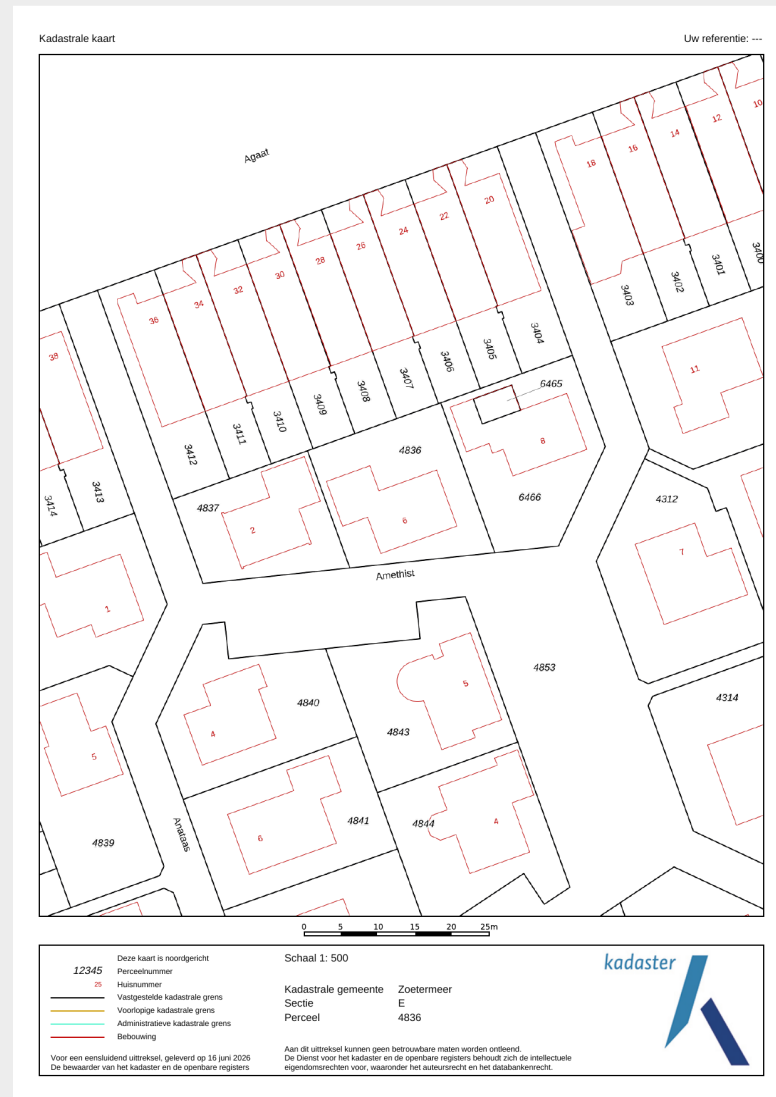 Kadastrale kaart
Uw referentie: ---
Agaat
10
12
14
16
18
20
22
24
26
28
30
32
34
36
38
3400
3401
3402
3403
3404
3405
3406
3407
3408
3409
3410
3411
3412
3413
3414
11
6465
8
4836
6466
4312
4837
2
6
7
Amethist
1
4853
5
4840
4314
4
4843
5
Anataas
4841
4844
4
6
4839
0 5 10 15 20 25m
Deze kaart is noordgericht
12345 Perceelnummer
25 Huisnummer
Vastgestelde kadastrale grens
Voorlopige kadastrale grens
Administratieve kadastrale grens
Bebouwing
Voor een eensluidend uittreksel, geleverd op 16 juni 2026
De bewaarder van het kadaster en de openbare registers
Schaal 1: 500
Kadastrale gemeente Zoetermeer
Sectie E
Perceel 4836
Aan dit uittreksel kunnen geen betrouwbare maten worden ontleend.
De Dienst voor het kadaster en de openbare registers behoudt zich de intellectuele
eigendomsrechten voor, waaronder het auteursrecht en het databankenrecht.
kadaster